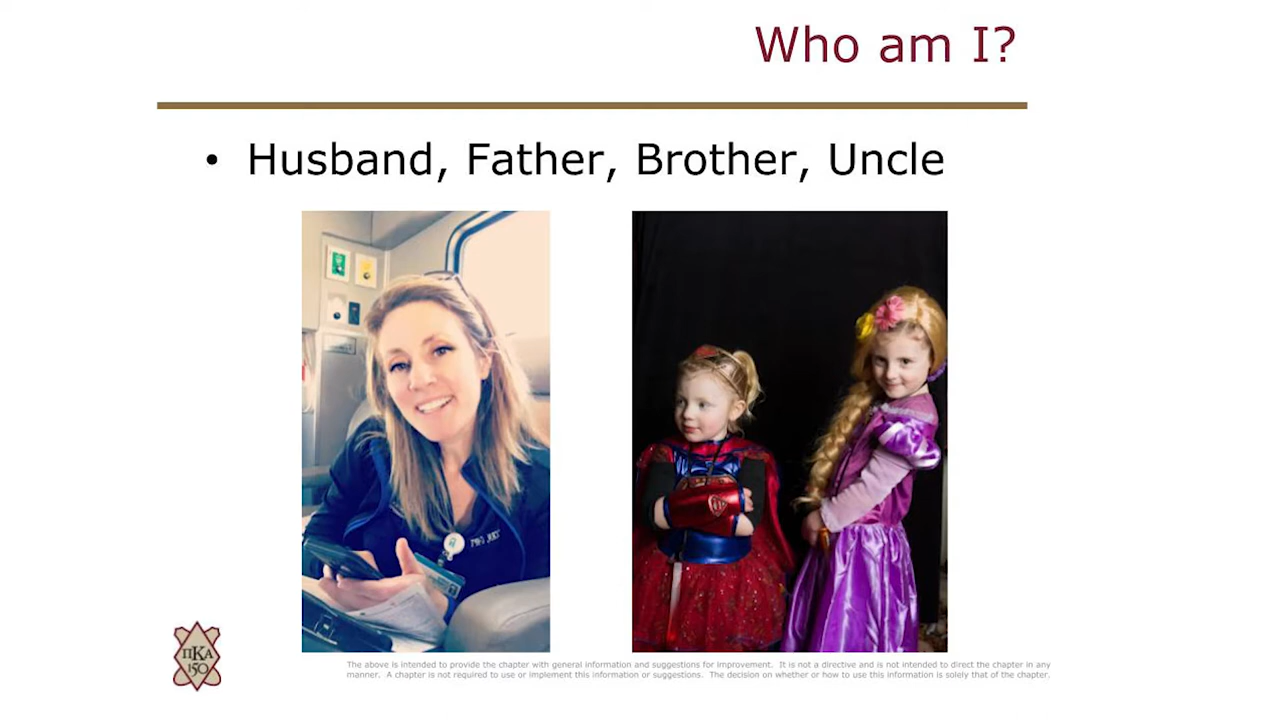 Who am I?
• Husband, Father, Brother, Uncle
ΠΚΑ
150
The above is intended to provide the chapter with general information and suggestions for improvement. It is not a directive and is not intended to direct the chapter in any
manner. A chapter is not required to use or implement this information or suggestions. The decision on whether or how to use this information is solely that of the chapter.